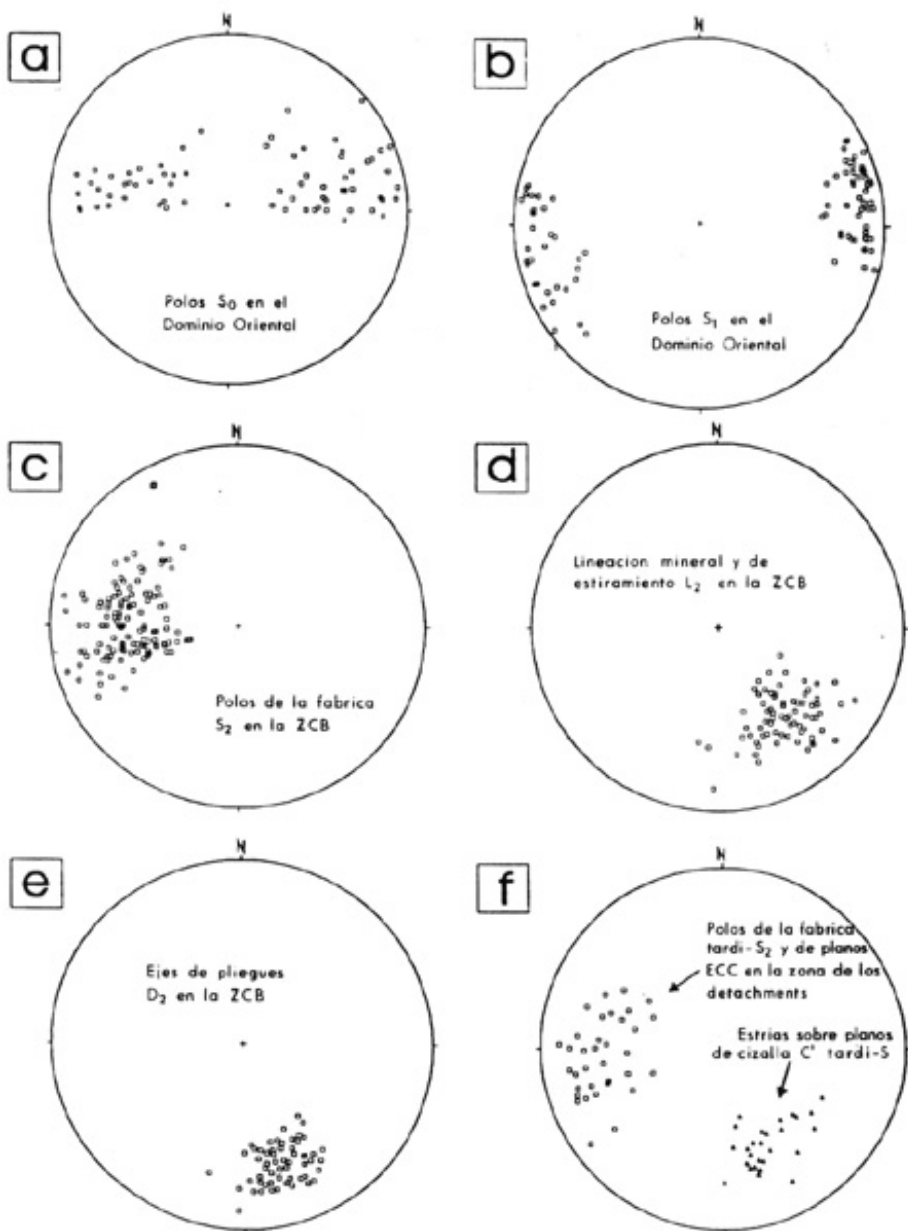 a
N
Polos S₀ en el
Dominio Oriental
b
N
Polos S₁ en el
Dominio Oriental
c
N
Polos de la fabrica
S₂ en la ZCB
d
N
Lineacion mineral y de
estiramiento L₂ en la ZCB
e
N
Ejes de pliegues
D₂ en la ZCB
f
N
Polos de la fabrica
tardi-S₂ y de planos
ECC en la zona de los
detachments
Estrias sobre planos
de cizalla C' tardi-S